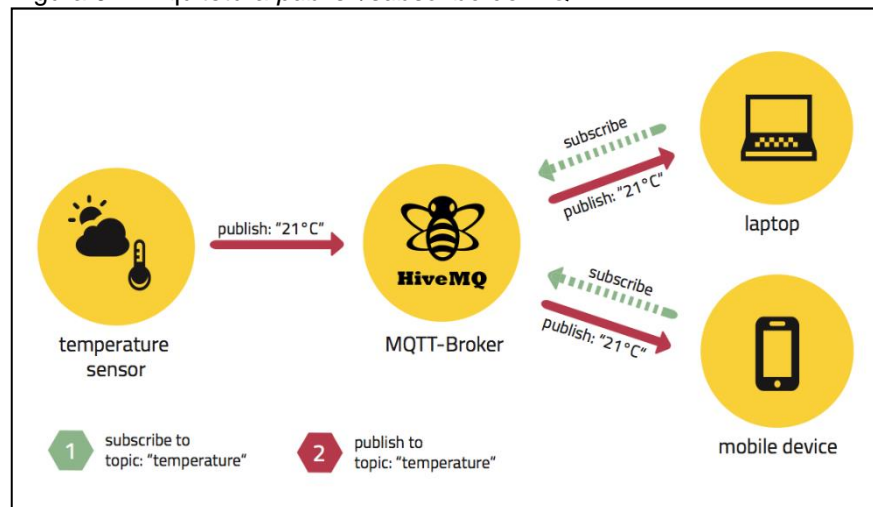 subscribe
publish: "21°C"
laptop
publish: "21°C"
HiveMQ
subscribe
publish: "21°C"
temperature
sensor
MQTT-Broker
mobile device
1
subscribe to
topic: "temperature"
2
publish to
topic: "temperature"